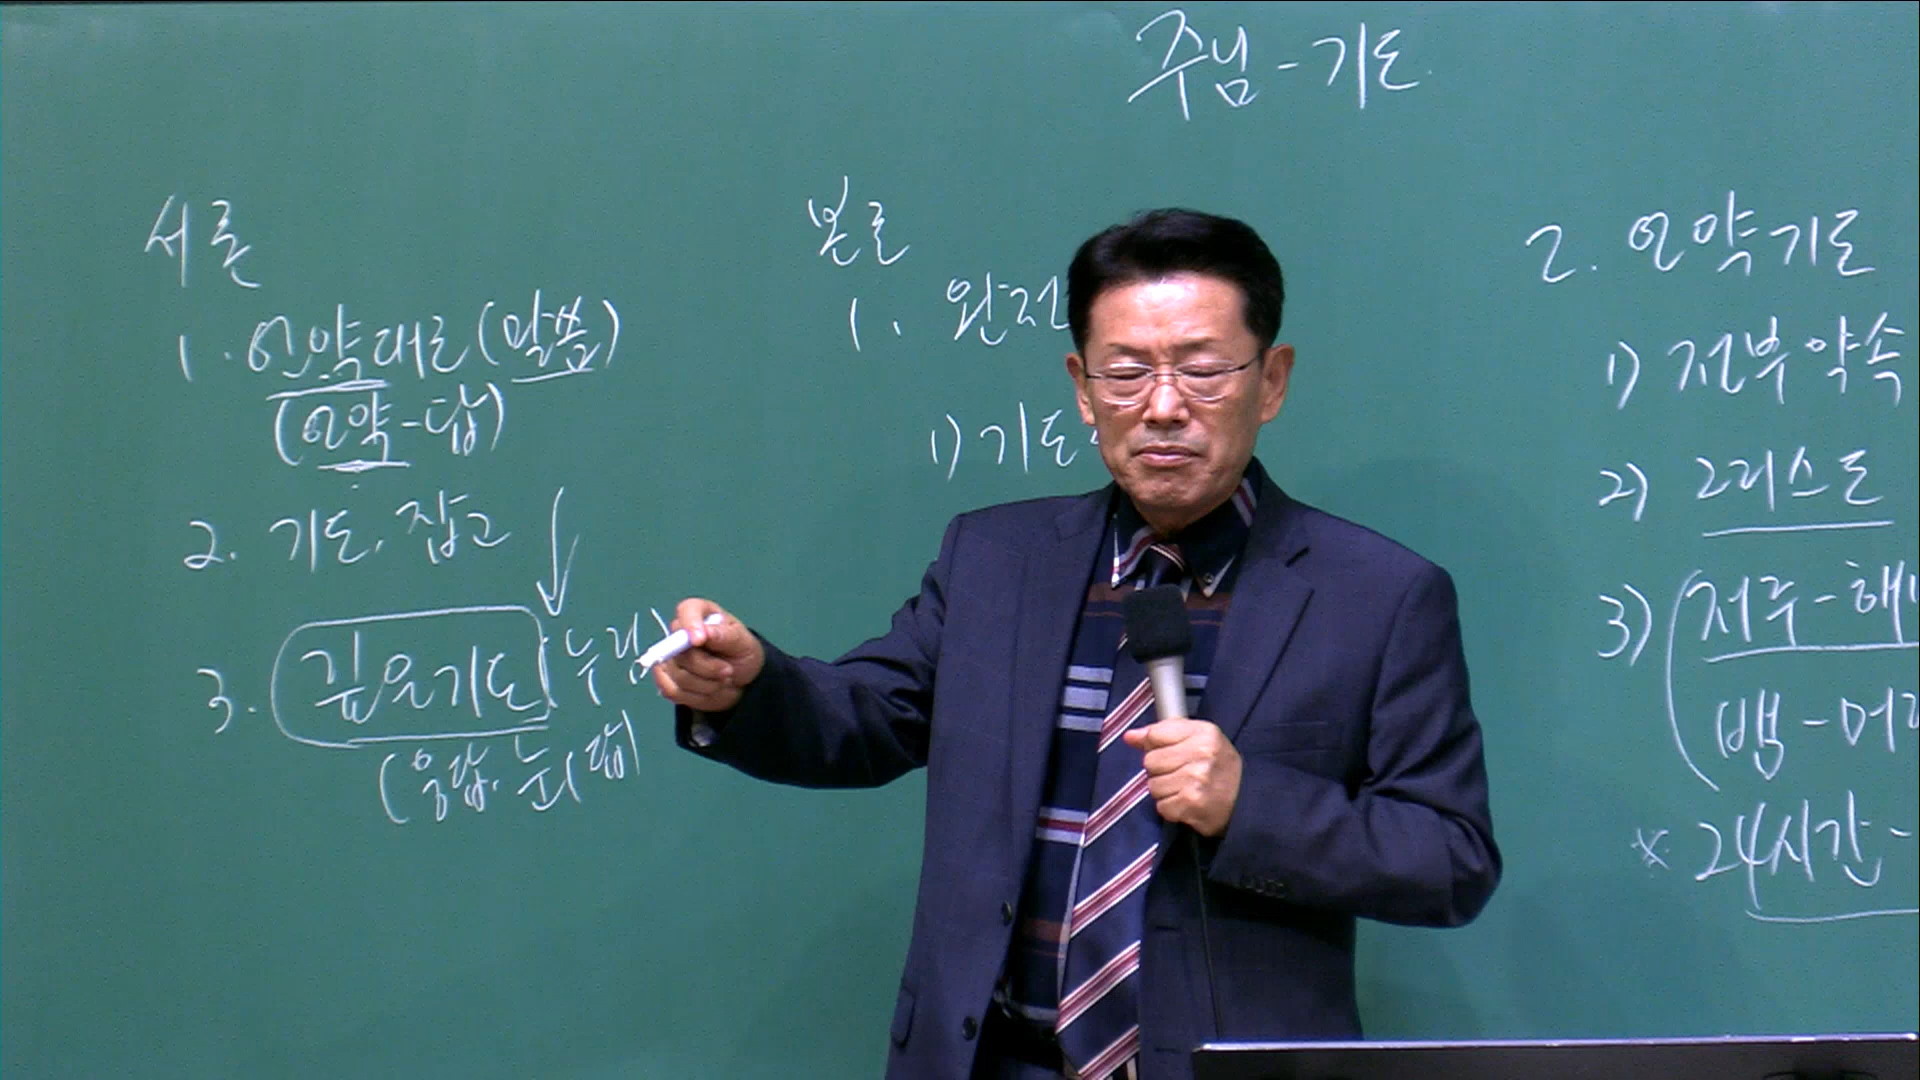 주님 - 기도
서론
1. 언약대로 (말씀)
(언약 - 답)
2. 기도, 잡고
3. 깊은기도 (누림)
(응답,
본론
1. 완전
1) 기도
2. 언약기도
1) 전부 약속
2) 그리스도
3) 저주 - 해
뱀 - 머리
* 24시간 -